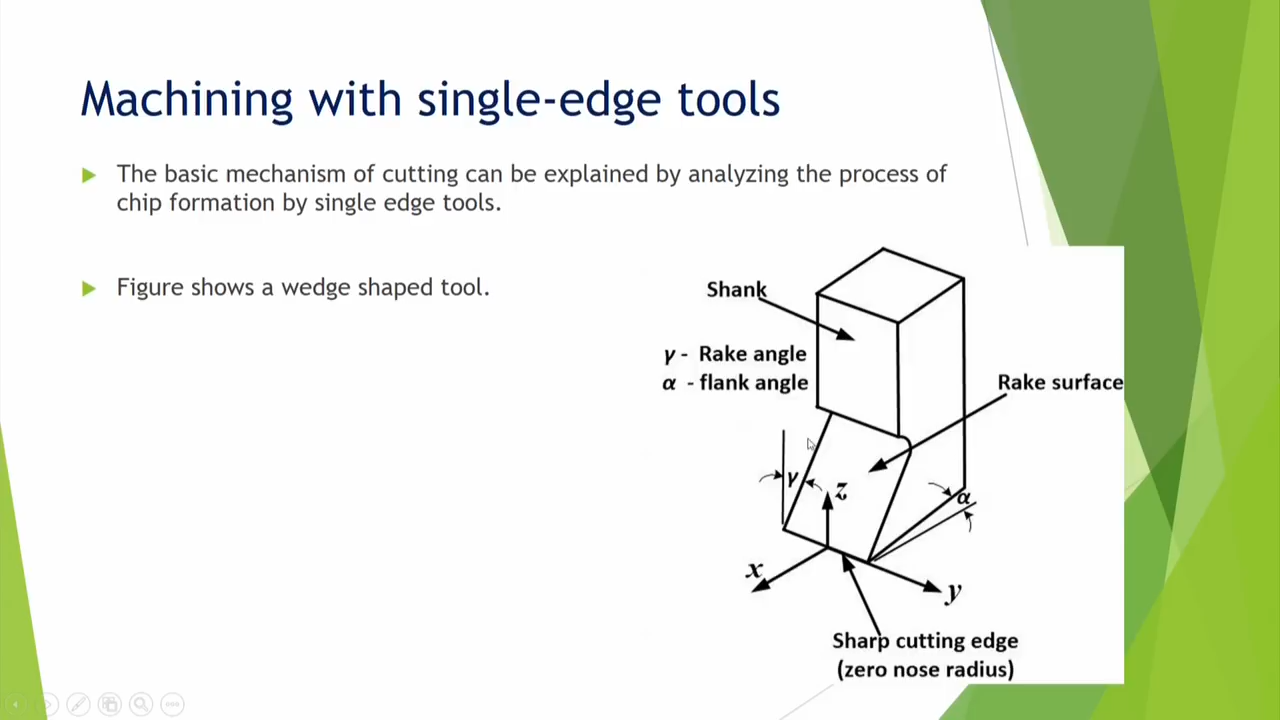 Machining with single-edge tools
The basic mechanism of cutting can be explained by analyzing the process of
chip formation by single edge tools.
Figure shows a wedge shaped tool.
Shank
γ - Rake angle
α - flank angle
Rake surface
γ
z
α
x
y
Sharp cutting edge
(zero nose radius)